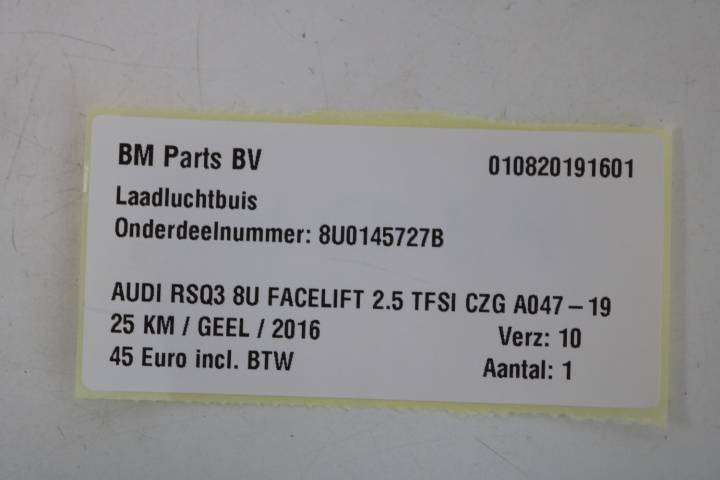 BM Parts BV 010820191601
Laadluchtbuis
Onderdeelnummer: 8U0145727B
AUDI RSQ3 8U FACELIFT 2.5 TFSI CZG A047-19
25 KM / GEEL / 2016 Verz: 10
45 Euro incl. BTW Aantal: 1